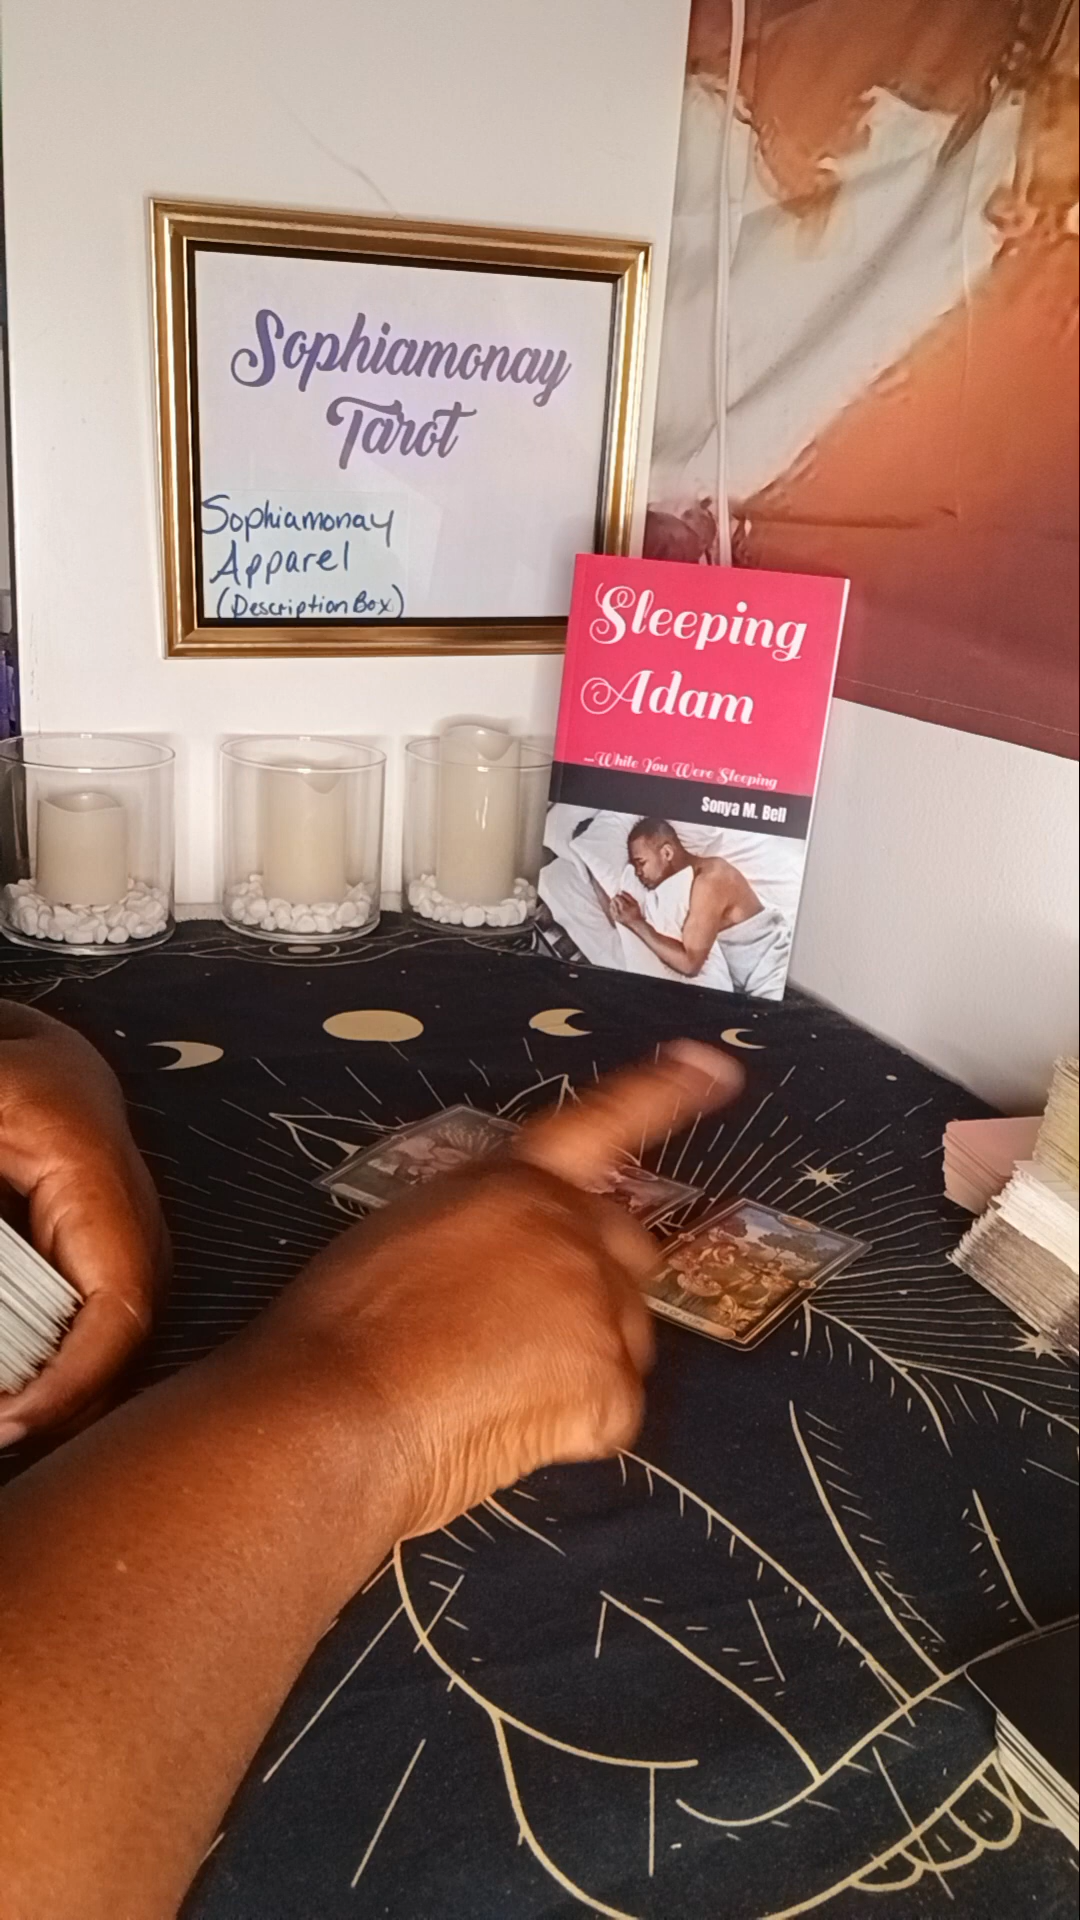 Sophiamonay
Tarot
Sophiamonay
Apparel
(Description Box)
Sleeping
Adam
...While You Were Sleeping
Sonya M. Bell